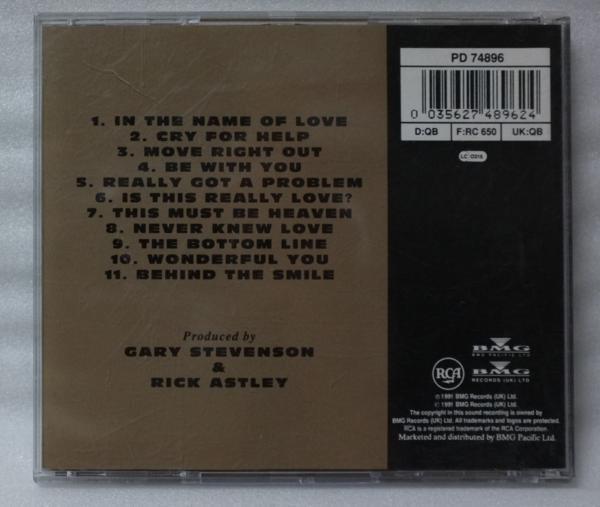 1. IN THE NAME OF LOVE
2. CRY FOR HELP
3. MOVE RIGHT OUT
4. BE WITH YOU
5. REALLY GOT A PROBLEM
6. IS THIS REALLY LOVE?
7. THIS MUST BE HEAVEN
8. NEVER KNEW LOVE
9. THE BOTTOM LINE
10. WONDERFUL YOU
11. BEHIND THE SMILE
Produced by
GARY STEVENSON
&
RICK ASTLEY
PD 74896
0 035627 489624
D:QB F:RC 650 UK:QB
LC 0316
BMG
BMG PACIFIC LTD
RCA
BMG
RECORDS (UK) LTD
℗ 1991 BMG Records (UK) Ltd.
© 1991 BMG Records (UK) Ltd.
The copyright in this sound recording is owned by
BMG Records (UK) Ltd. All trademarks and logos are protected.
RCA is a registered trademark of the RCA Corporation.
Marketed and distributed by BMG Pacific Ltd.